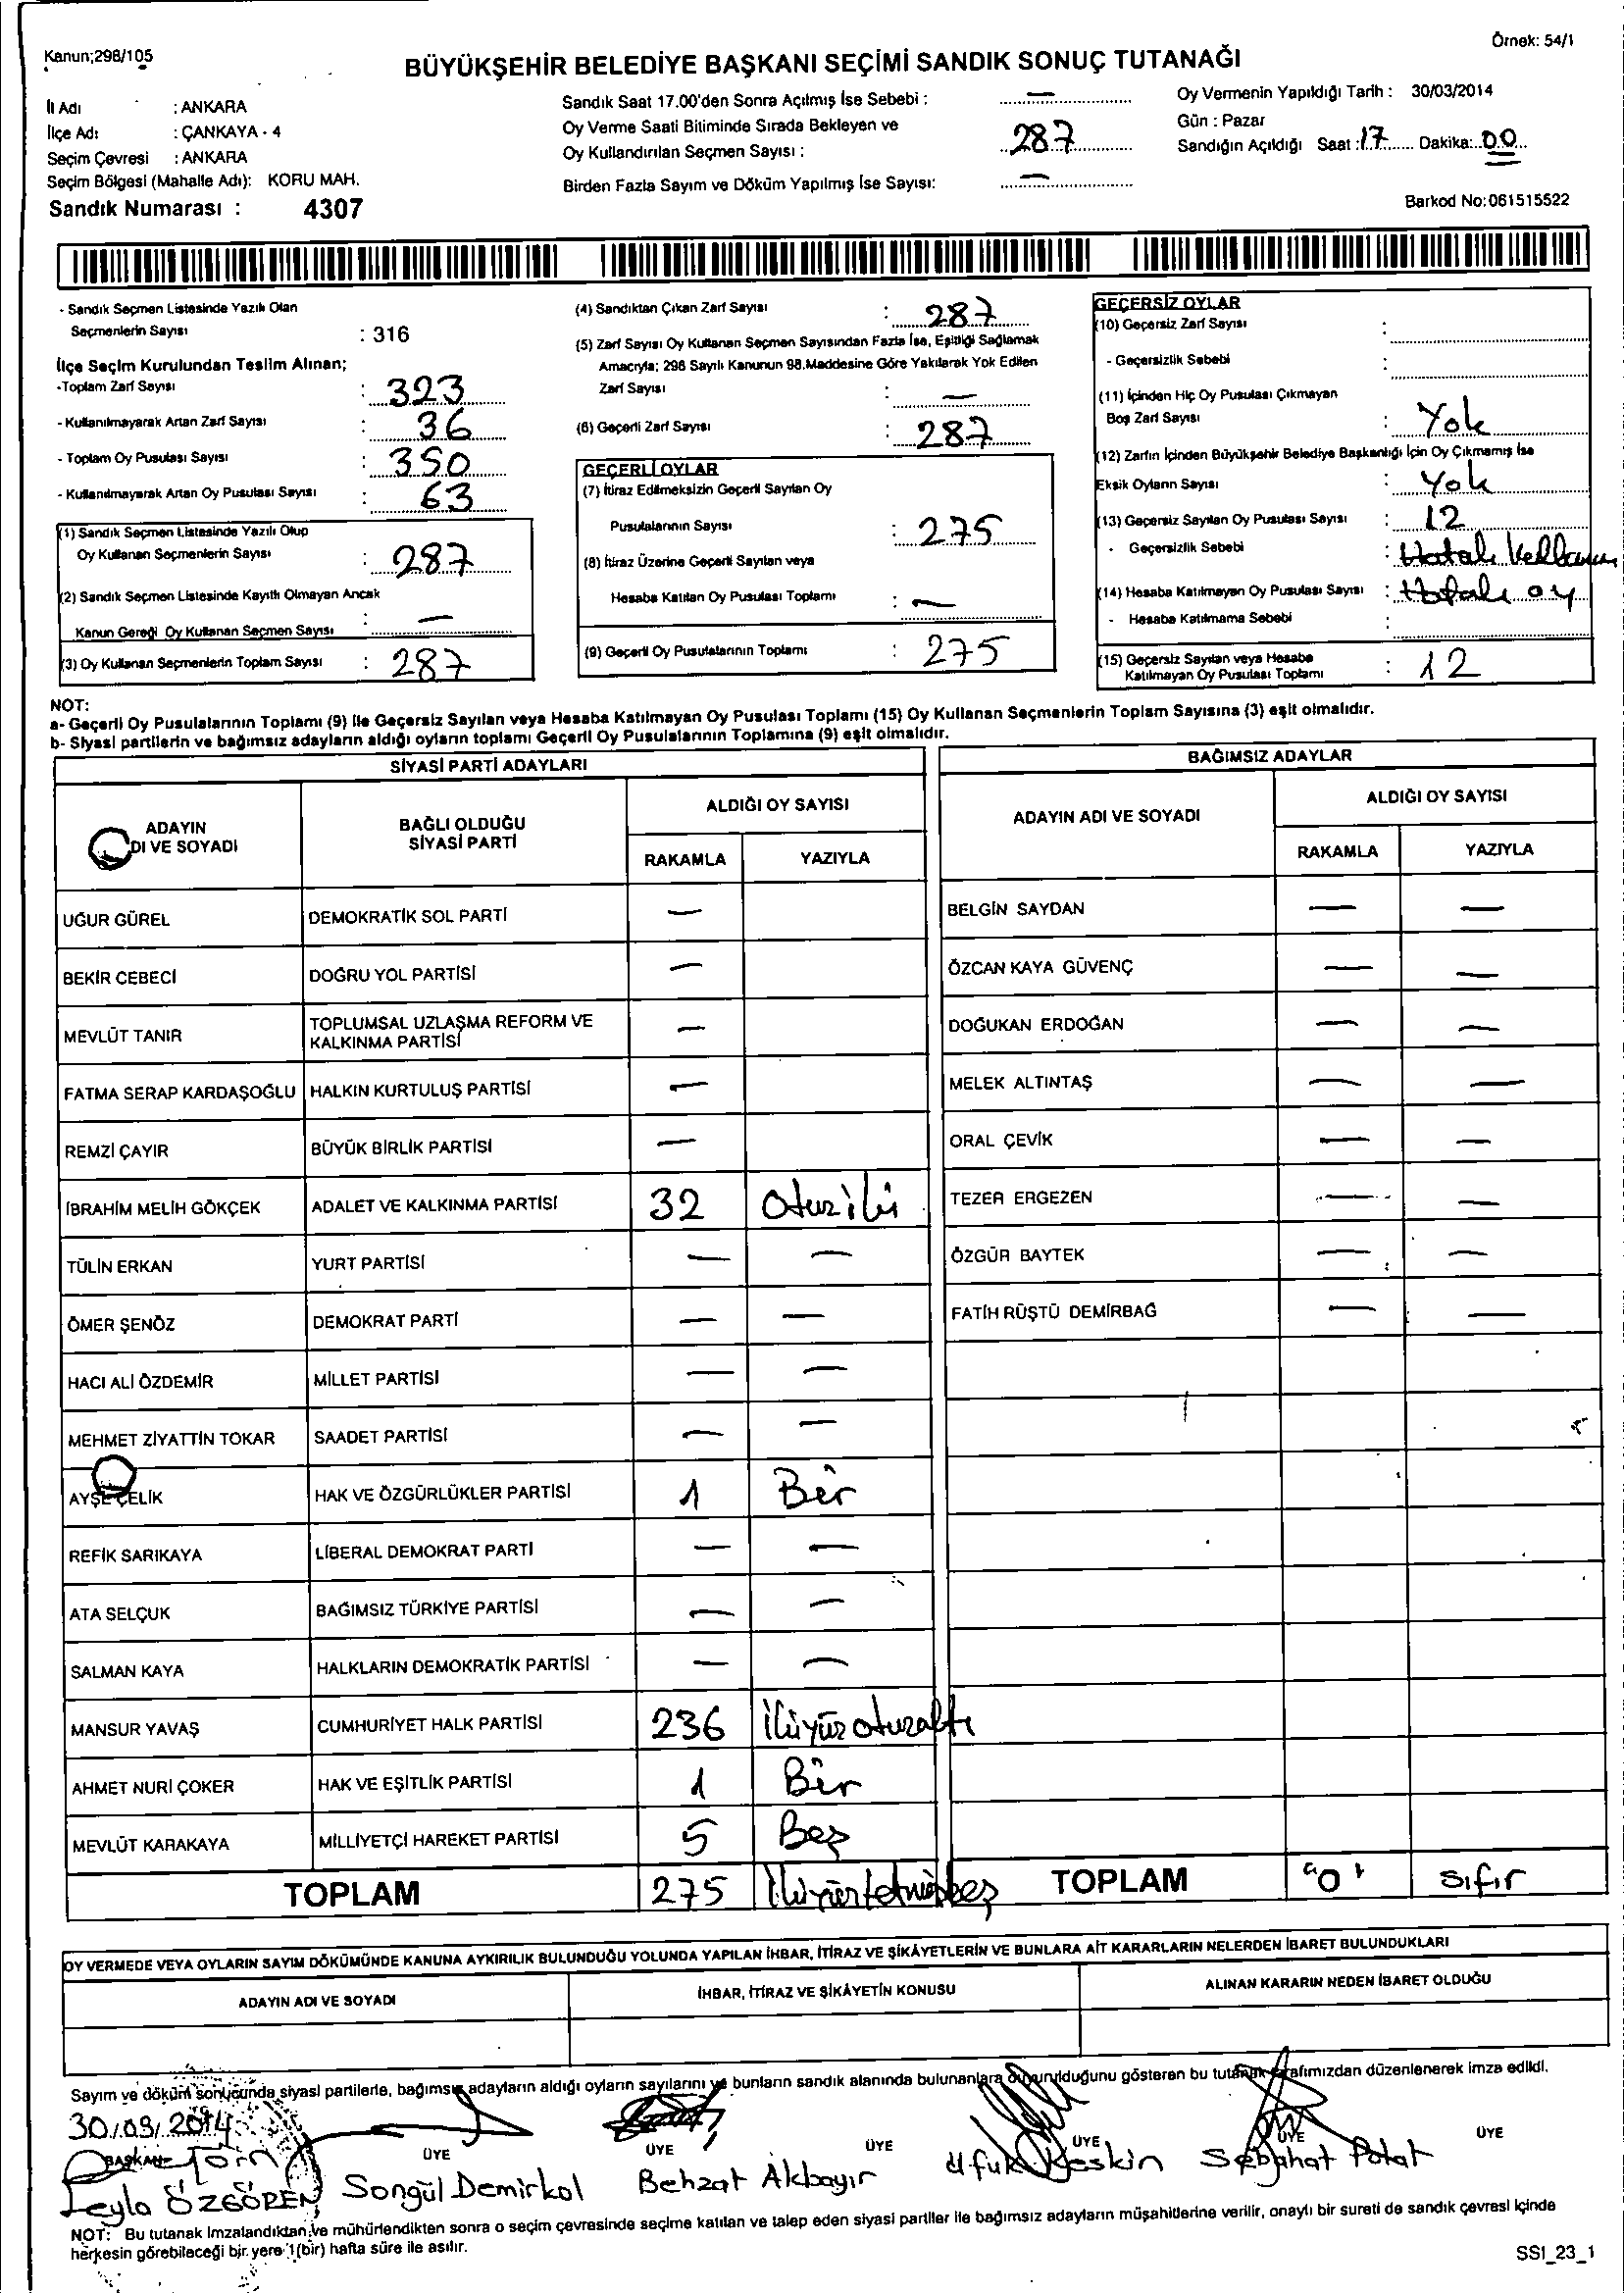 Kanun;298/105
Örnek: 54/1
BÜYÜKŞEHİR BELEDİYE BAŞKANI SEÇİMİ SANDIK SONUÇ TUTANAĞI
İl Adı : ANKARA
İlçe Adı : ÇANKAYA - 4
Seçim Çevresi : ANKARA
Seçim Bölgesi (Mahalle Adı): KORU MAH.
Sandık Numarası : 4307
Sandık Saat 17.00'den Sonra Açılmış İse Sebebi : —
Oy Verme Saati Bitiminde Sırada Bekleyen ve
Oy Kullandırılan Seçmen Sayısı : 287
Birden Fazla Sayım ve Döküm Yapılmış İse Sayısı: —
Oy Vermenin Yapıldığı Tarih : 30/03/2014
Gün : Pazar
Sandığın Açıldığı Saat : 17 Dakika: 00
Barkod No:061515522
- Sandık Seçmen Listesinde Yazılı Olan
Seçmenlerin Sayısı : 316
İlçe Seçim Kurulundan Teslim Alınan;
-Toplam Zarf Sayısı : 323
- Kullanılmayarak Artan Zarf Sayısı : 36
- Toplam Oy Pusulası Sayısı : 350
- Kullanılmayarak Artan Oy Pusulası Sayısı : 63
(1) Sandık Seçmen Listesinde Yazılı Olup
Oy Kullanan Seçmenlerin Sayısı : 287
(2) Sandık Seçmen Listesinde Kayıtlı Olmayan Ancak
Kanun Gereği Oy Kullanan Seçmen Sayısı : —
(3) Oy Kullanan Seçmenlerin Toplam Sayısı : 287
(4) Sandıktan Çıkan Zarf Sayısı : 287
(5) Zarf Sayısı Oy Kullanan Seçmen Sayısından Fazla İse, Eşitliği Sağlamak
Amacıyla; 298 Sayılı Kanunun 98.Maddesine Göre Yakılarak Yok Edilen
Zarf Sayısı : —
(6) Geçerli Zarf Sayısı : 287
GEÇERLİ OYLAR
(7) İtiraz Edilmeksizin Geçerli Sayılan Oy
Pusulalarının Sayısı : 275
(8) İtiraz Üzerine Geçerli Sayılan veya
Hesaba Katılan Oy Pusulası Toplamı : —
(9) Geçerli Oy Pusulalarının Toplamı : 275
GEÇERSİZ OYLAR
(10) Geçersiz Zarf Sayısı :
- Geçersizlik Sebebi :
(11) İçinden Hiç Oy Pusulası Çıkmayan
Boş Zarf Sayısı : Yok
(12) Zarfın İçinden Büyükşehir Belediye Başkanlığı İçin Oy Çıkmamış İse
Eksik Oyların Sayısı : Yok
(13) Geçersiz Sayılan Oy Pusulası Sayısı : 12
- Geçersizlik Sebebi : Hatalı
(14) Hesaba Katılmayan Oy Pusulası Sayısı : Hatalı oy
- Hesaba Katılmama Sebebi :
(15) Geçersiz Sayılan veya Hesaba
Katılmayan Oy Pusulası Toplamı : 12
NOT:
a- Geçerli Oy Pusulalarının Toplamı (9) ile Geçersiz Sayılan veya Hesaba Katılmayan Oy Pusulası Toplamı (15) Oy Kullanan Seçmenlerin Toplam Sayısına (3) eşit olmalıdır.
b- Siyasi partilerin ve bağımsız adayların aldığı oyların toplamı Geçerli Oy Pusulalarının Toplamına (9) eşit olmalıdır.
SİYASİ PARTİ ADAYLARI
ADAYIN
DI VE SOYADI
BAĞLI OLDUĞU
SİYASİ PARTİ
ALDIĞI OY SAYISI
RAKAMLA YAZIYLA
UĞUR GÜREL DEMOKRATİK SOL PARTİ —
BEKİR CEBECİ DOĞRU YOL PARTİSİ —
MEVLÜT TANIR TOPLUMSAL UZLAŞMA REFORM VE
KALKINMA PARTİSİ —
FATMA SERAP KARDAŞOĞLU HALKIN KURTULUŞ PARTİSİ —
REMZİ ÇAYIR BÜYÜK BİRLİK PARTİSİ —
İBRAHİM MELİH GÖKÇEK ADALET VE KALKINMA PARTİSİ 32 Otuziki
TÜLİN ERKAN YURT PARTİSİ — —
ÖMER ŞENÖZ DEMOKRAT PARTİ — —
HACI ALİ ÖZDEMİR MİLLET PARTİSİ — —
MEHMET ZİYATTİN TOKAR SAADET PARTİSİ — —
AYŞE ÇELİK HAK VE ÖZGÜRLÜKLER PARTİSİ 1 Bir
REFİK SARIKAYA LİBERAL DEMOKRAT PARTİ — —
ATA SELÇUK BAĞIMSIZ TÜRKİYE PARTİSİ — —
SALMAN KAYA HALKLARIN DEMOKRATİK PARTİSİ — —
MANSUR YAVAŞ CUMHURİYET HALK PARTİSİ 236 ikiyüzotuzaltı
AHMET NURİ ÇOKER HAK VE EŞİTLİK PARTİSİ 1 Bir
MEVLÜT KARAKAYA MİLLİYETÇİ HAREKET PARTİSİ 5 Beş
TOPLAM 275 ikiyüzyetmişbeş
BAĞIMSIZ ADAYLAR
ADAYIN ADI VE SOYADI
ALDIĞI OY SAYISI
RAKAMLA YAZIYLA
BELGİN SAYDAN — —
ÖZCAN KAYA GÜVENÇ — —
DOĞUKAN ERDOĞAN — —
MELEK ALTINTAŞ — —
ORAL ÇEVİK — —
TEZER ERGEZEN — —
ÖZGÜR BAYTEK — —
FATİH RÜŞTÜ DEMİRBAĞ — —
TOPLAM "0" sıfır
OY VERMEDE VEYA OYLARIN SAYIM DÖKÜMÜNDE KANUNA AYKIRILIK BULUNDUĞU YOLUNDA YAPILAN İHBAR, İTİRAZ VE ŞİKÂYETLERİN VE BUNLARA AİT KARARLARIN NELERDEN İBARET BULUNDUKLARI
ADAYIN ADI VE SOYADI İHBAR, İTİRAZ VE ŞİKÂYETİN KONUSU ALINAN KARARIN NEDEN İBARET OLDUĞU
Sayım ve döküm sonucunda siyasi partilerle, bağımsız adayların aldığı oyların sayılarını ve bunların sandık alanında bulunanlara duyurulduğunu gösteren bu tutanak tarafımızdan düzenlenerek imza edildi.
30/03/2014
BAŞKAN ÜYE ÜYE ÜYE ÜYE ÜYE ÜYE
Leyla ÖZGÖREN Songül Demirkol Behzat Akbayır Ufuk Keskin Sebahat Polat
NOT: Bu tutanak imzalandıktan ve mühürlendikten sonra o seçim çevresinde seçime katılan ve talep eden siyasi partiler ile bağımsız adayların müşahitlerine verilir, onaylı bir sureti de sandık çevresi içinde
herkesin görebileceği bir yere 1(bir) hafta süre ile asılır.
SSI_23_1